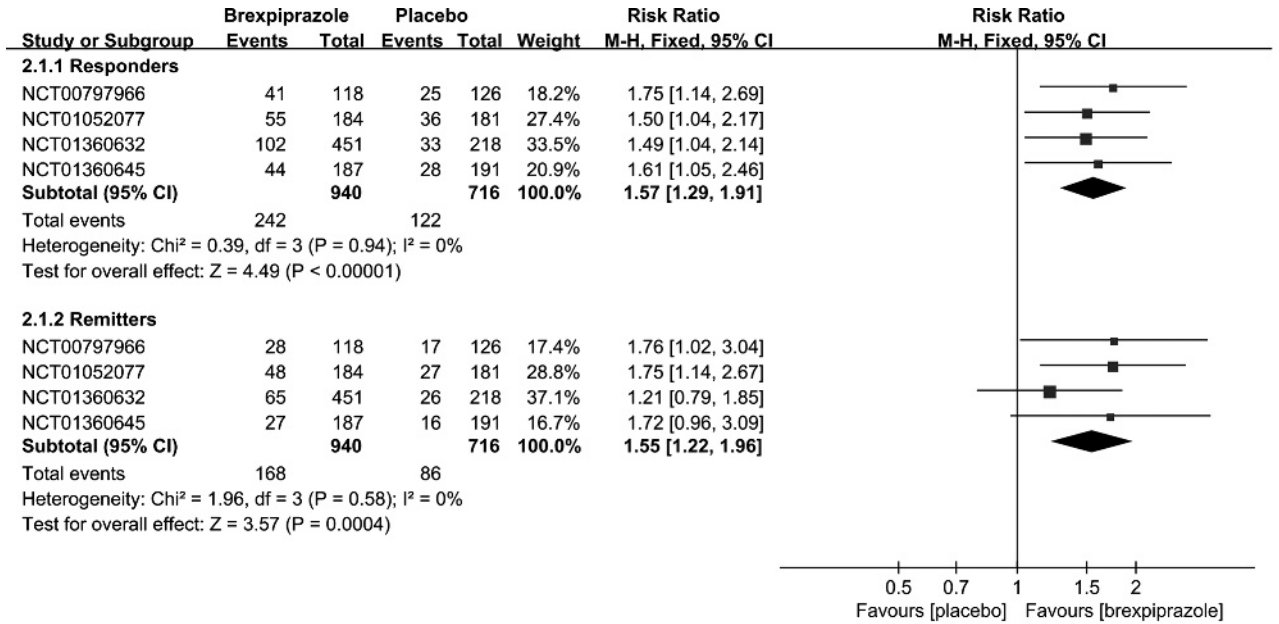 Brexpiprazole Placebo Risk Ratio Risk Ratio
Study or Subgroup Events Total Events Total Weight M-H, Fixed, 95% CI M-H, Fixed, 95% CI
2.1.1 Responders
NCT00797966 41 118 25 126 18.2% 1.75 [1.14, 2.69]
NCT01052077 55 184 36 181 27.4% 1.50 [1.04, 2.17]
NCT01360632 102 451 33 218 33.5% 1.49 [1.04, 2.14]
NCT01360645 44 187 28 191 20.9% 1.61 [1.05, 2.46]
Subtotal (95% CI) 940 716 100.0% 1.57 [1.29, 1.91]
Total events 242 122
Heterogeneity: Chi² = 0.39, df = 3 (P = 0.94); I² = 0%
Test for overall effect: Z = 4.49 (P < 0.00001)
2.1.2 Remitters
NCT00797966 28 118 17 126 17.4% 1.76 [1.02, 3.04]
NCT01052077 48 184 27 181 28.8% 1.75 [1.14, 2.67]
NCT01360632 65 451 26 218 37.1% 1.21 [0.79, 1.85]
NCT01360645 27 187 16 191 16.7% 1.72 [0.96, 3.09]
Subtotal (95% CI) 940 716 100.0% 1.55 [1.22, 1.96]
Total events 168 86
Heterogeneity: Chi² = 1.96, df = 3 (P = 0.58); I² = 0%
Test for overall effect: Z = 3.57 (P = 0.0004)
0.5 0.7 1 1.5 2
Favours [placebo] Favours [brexpiprazole]